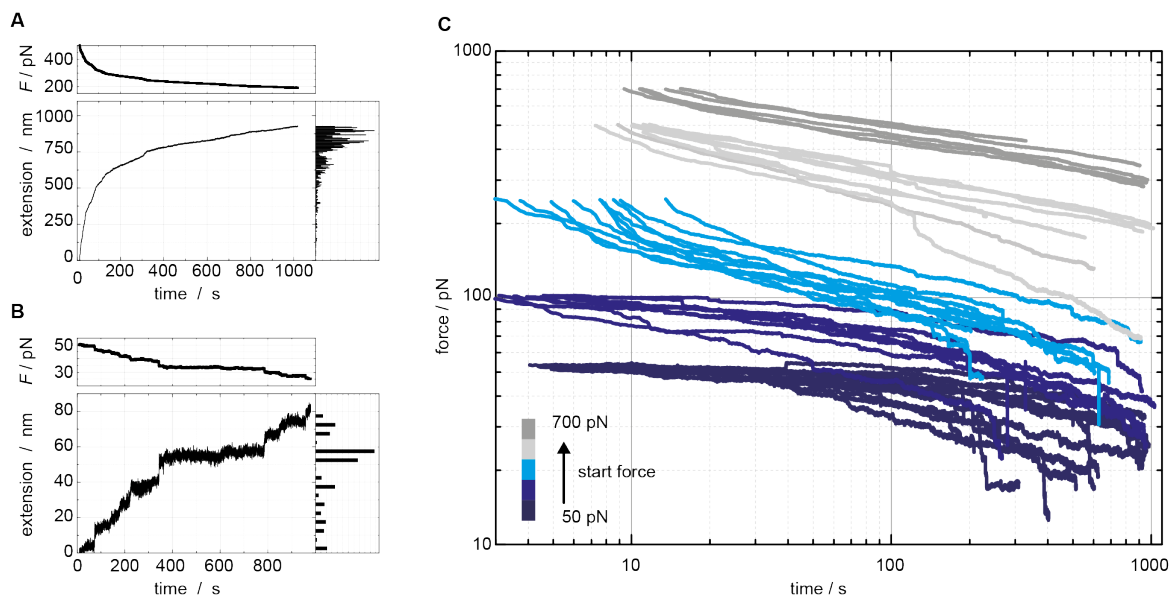 A
F / pN
400
200
extension / nm
1000
750
500
250
0
0 200 400 600 800 1000
time / s
B
F / pN
50
30
extension / nm
80
60
40
20
0
0 200 400 600 800
time / s
C
force / pN
1000
100
10
700 pN
start force
50 pN
10 100 1000
time / s